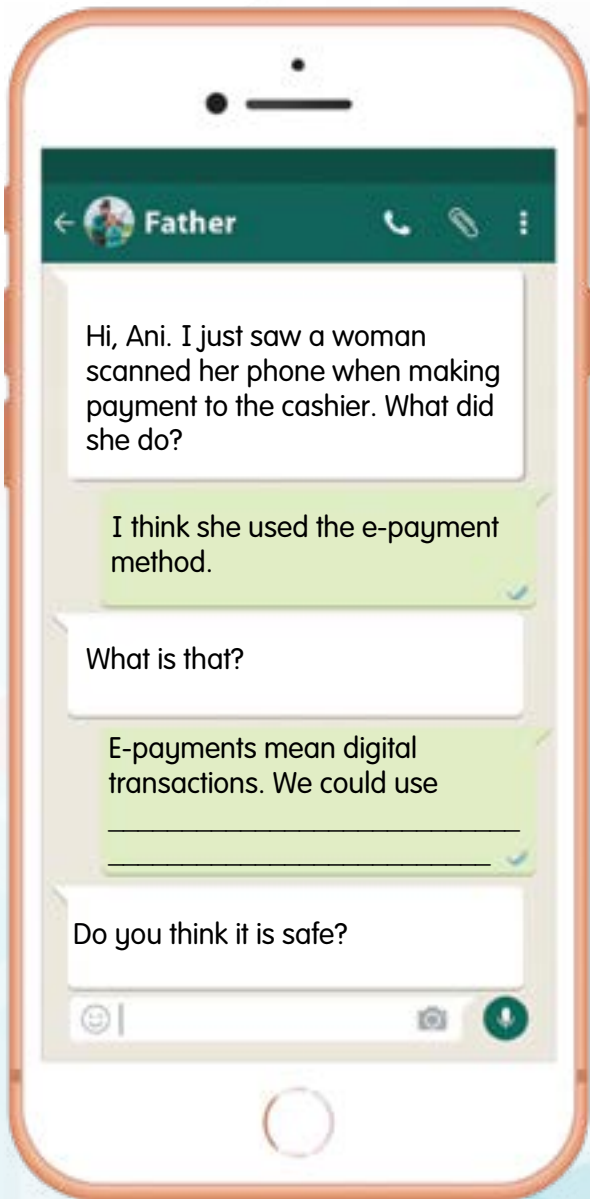 Father
Hi, Ani. I just saw a woman
scanned her phone when making
payment to the cashier. What did
she do?
I think she used the e-payment
method.
What is that?
E-payments mean digital
transactions. We could use
____________________________
__________________________
Do you think it is safe?